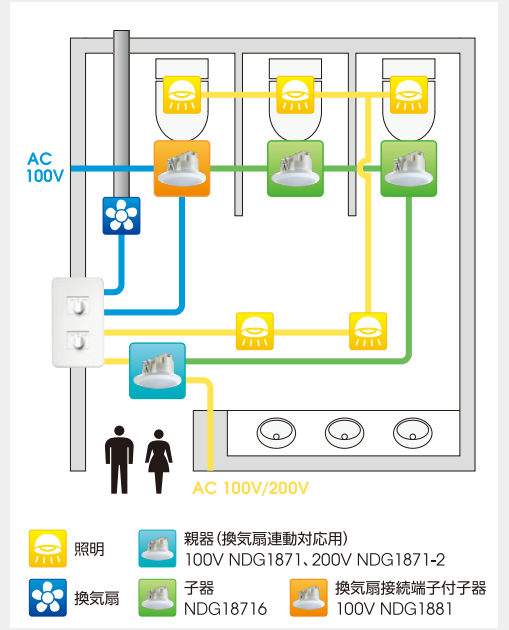 AC
100V
AC 100V/200V
照明
親器（換気扇連動対応用）
100V NDG1871、200V NDG1871-2
換気扇
子器
NDG18716
換気扇接続端子付子器
100V NDG1881